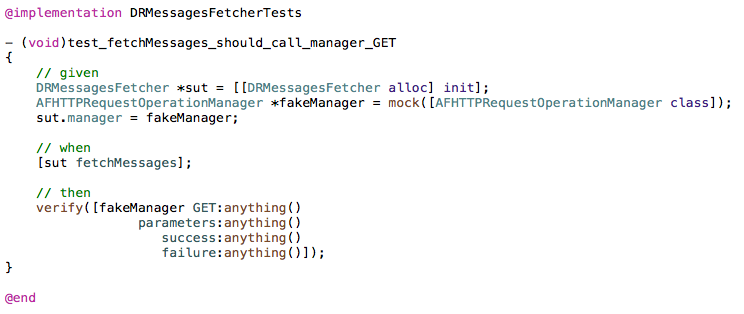 @implementation DRMessagesFetcherTests

- (void)test_fetchMessages_should_call_manager_GET
{
    // given
    DRMessagesFetcher *sut = [[DRMessagesFetcher alloc] init];
    AFHTTPRequestOperationManager *fakeManager = mock([AFHTTPRequestOperationManager class]);
    sut.manager = fakeManager;

    // when
    [sut fetchMessages];

    // then
    verify([fakeManager GET:anything()
                 parameters:anything()
                    success:anything()
                    failure:anything()]);
}

@end